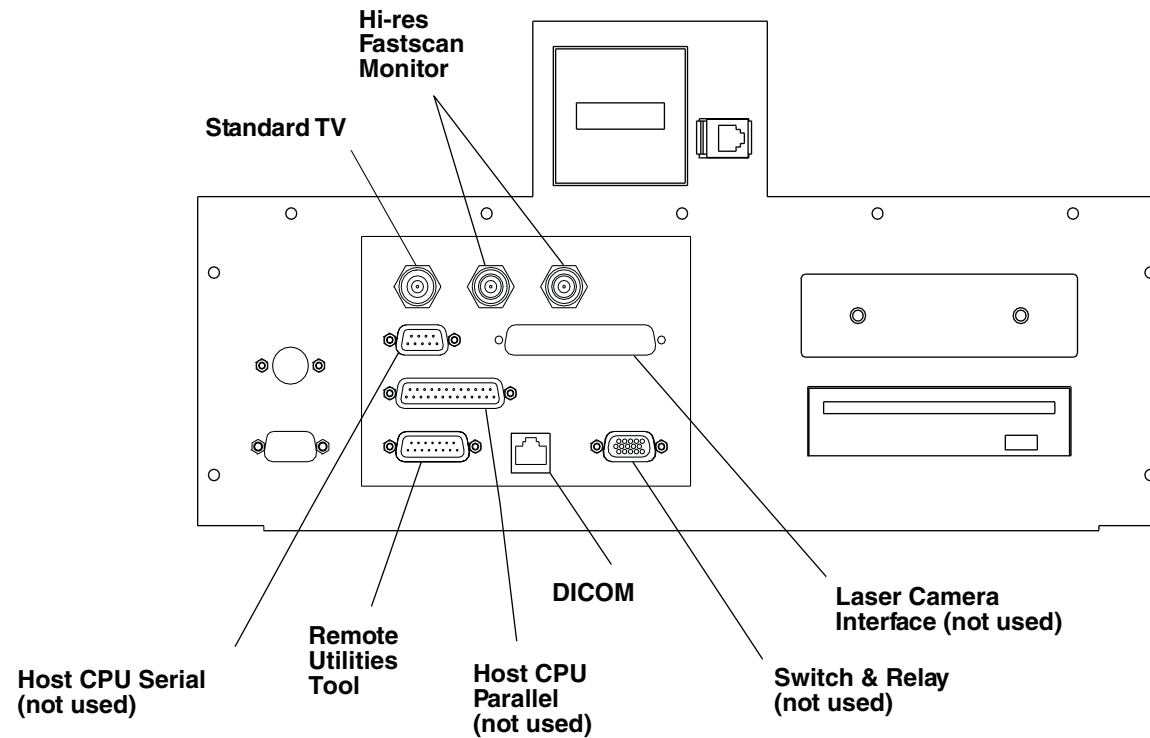 Hi-res
Fastscan
Monitor
Standard TV
DICOM
Laser Camera
Interface (not used)
Remote
Utilities
Tool
Host CPU Serial
(not used)
Host CPU
Parallel
(not used)
Switch & Relay
(not used)